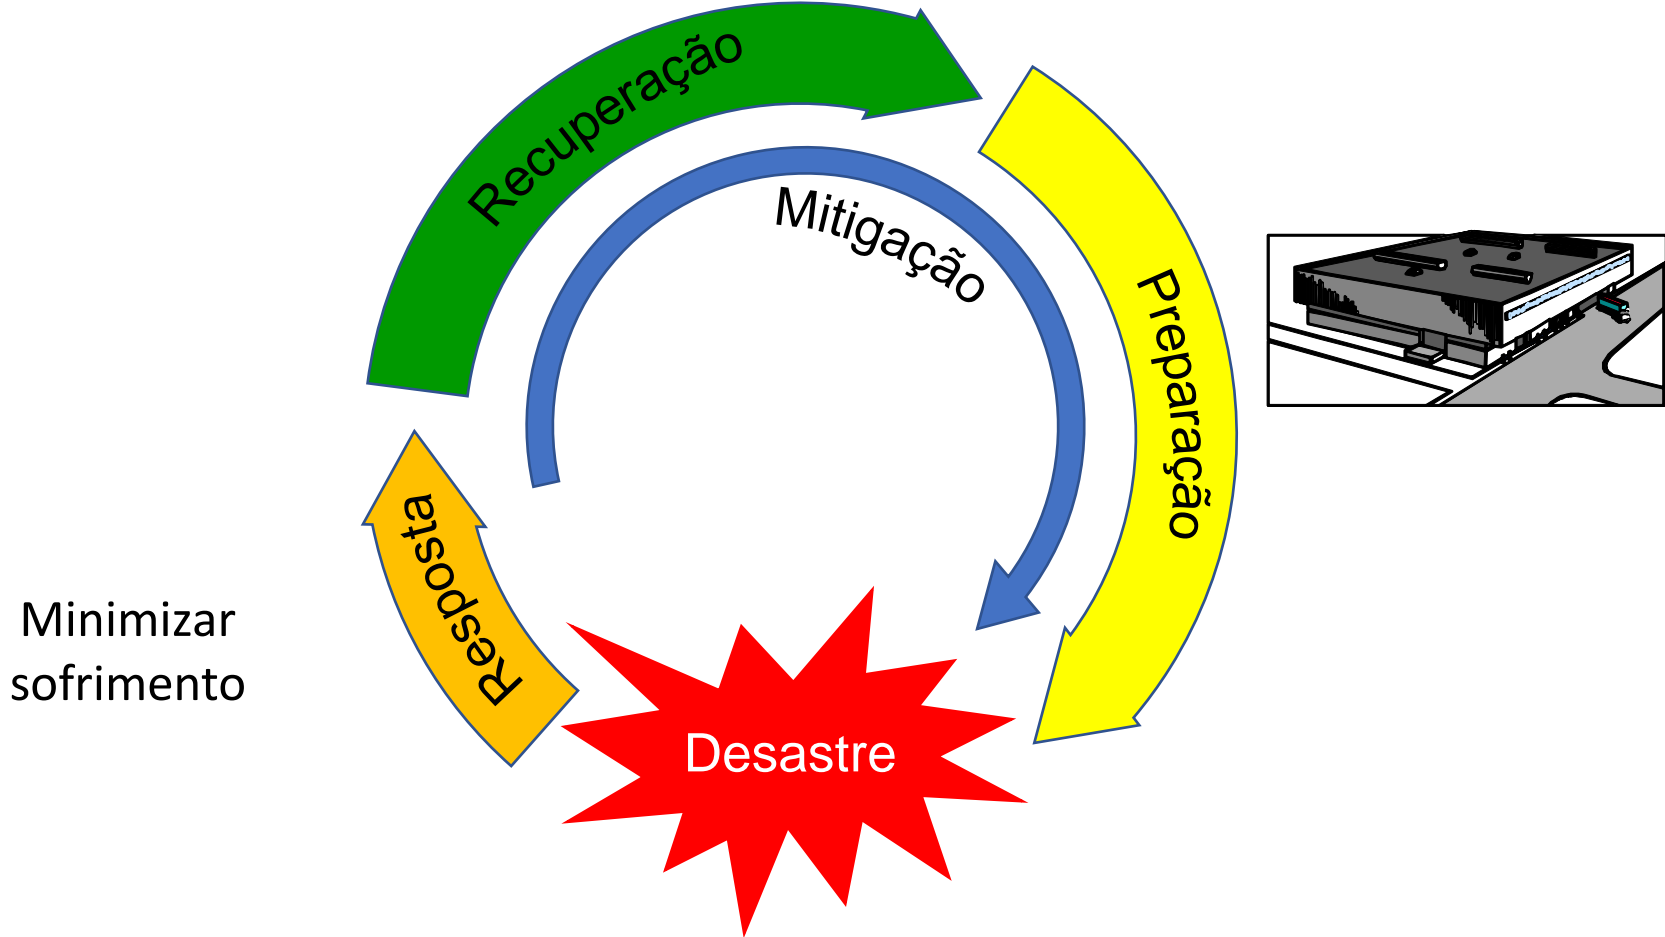 Recuperação
Mitigação
Preparação
Resposta
Minimizar
sofrimento
Desastre